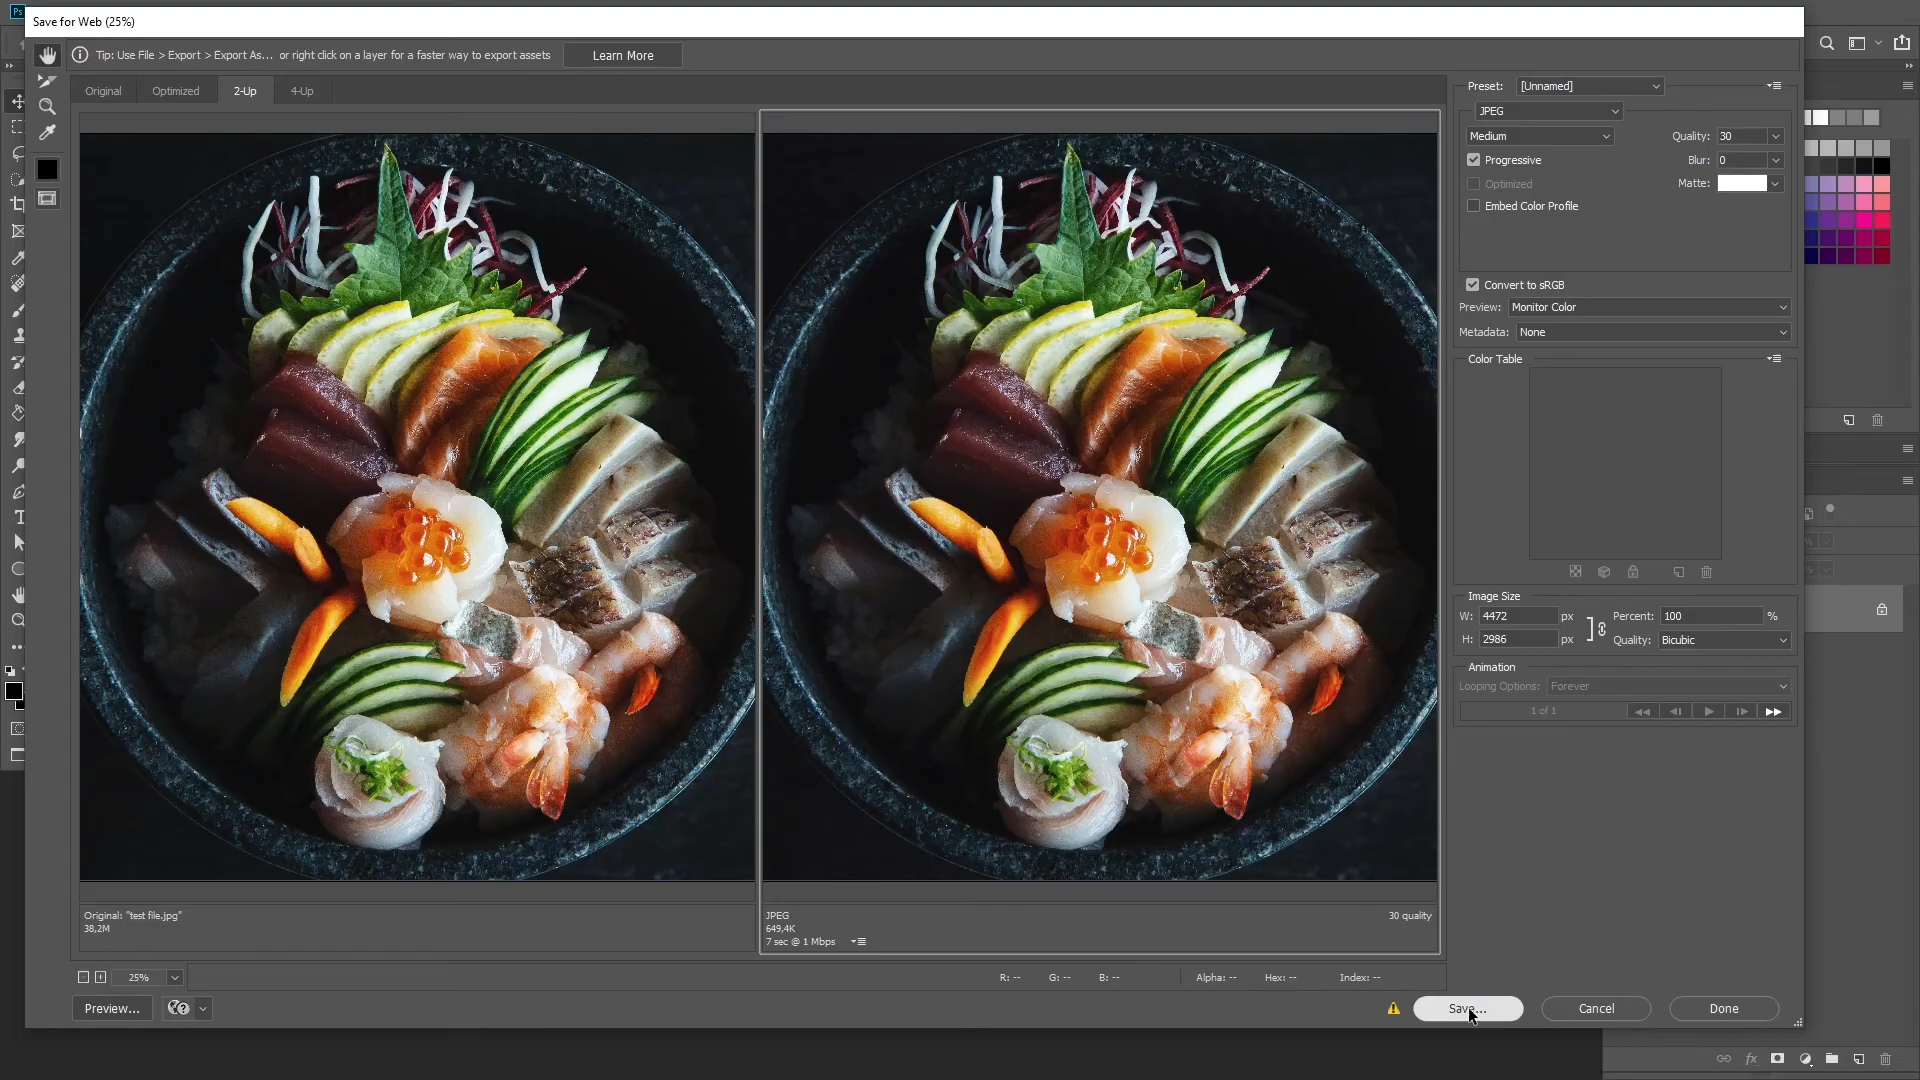 Ps
Save for Web (25%)
Tip: Use File > Export > Export As... or right click on a layer for a faster way to export assets
Learn More
Original
Optimized
2-Up
4-Up
Preset: [Unnamed]
JPEG
Medium
Quality: 30
Progressive
Blur: 0
Optimized
Matte:
Embed Color Profile
Convert to sRGB
Preview: Monitor Color
Metadata: None
Color Table
Image Size
W: 4472 px
Percent: 100 %
H: 2986 px
Quality: Bicubic
Animation
Looping Options: Forever
1 of 1
Original: "test file.jpg"
38,2M
JPEG
30 quality
649,4K
7 sec @ 1 Mbps
25%
R: --
G: --
B: --
Alpha: --
Hex: --
Index: --
Preview...
Save...
Cancel
Done
fx